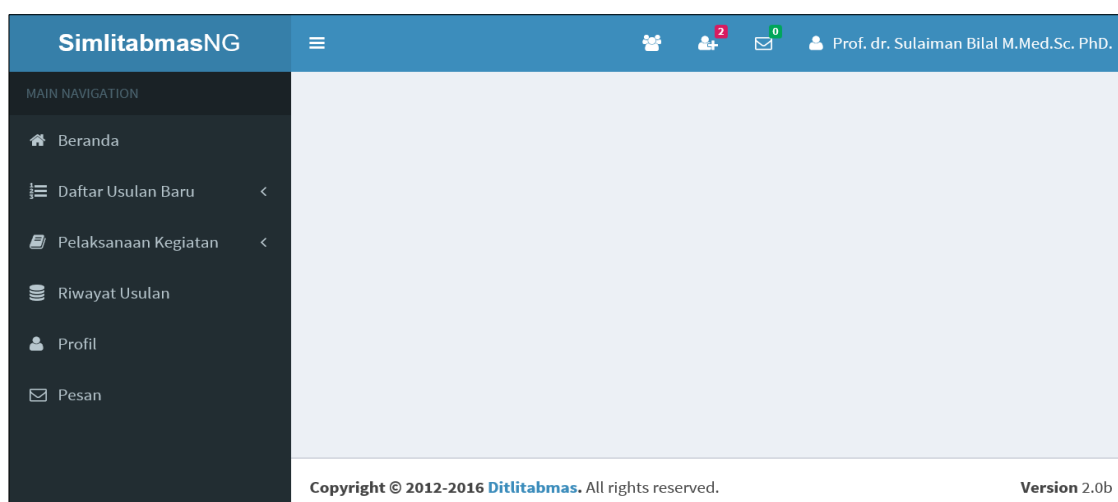 SimlitabmasNG
2
0
Prof. dr. Sulaiman Bilal M.Med.Sc. PhD.
MAIN NAVIGATION
Beranda
Daftar Usulan Baru
Pelaksanaan Kegiatan
Riwayat Usulan
Profil
Pesan
Copyright © 2012-2016 Ditlitabmas. All rights reserved.
Version 2.0b